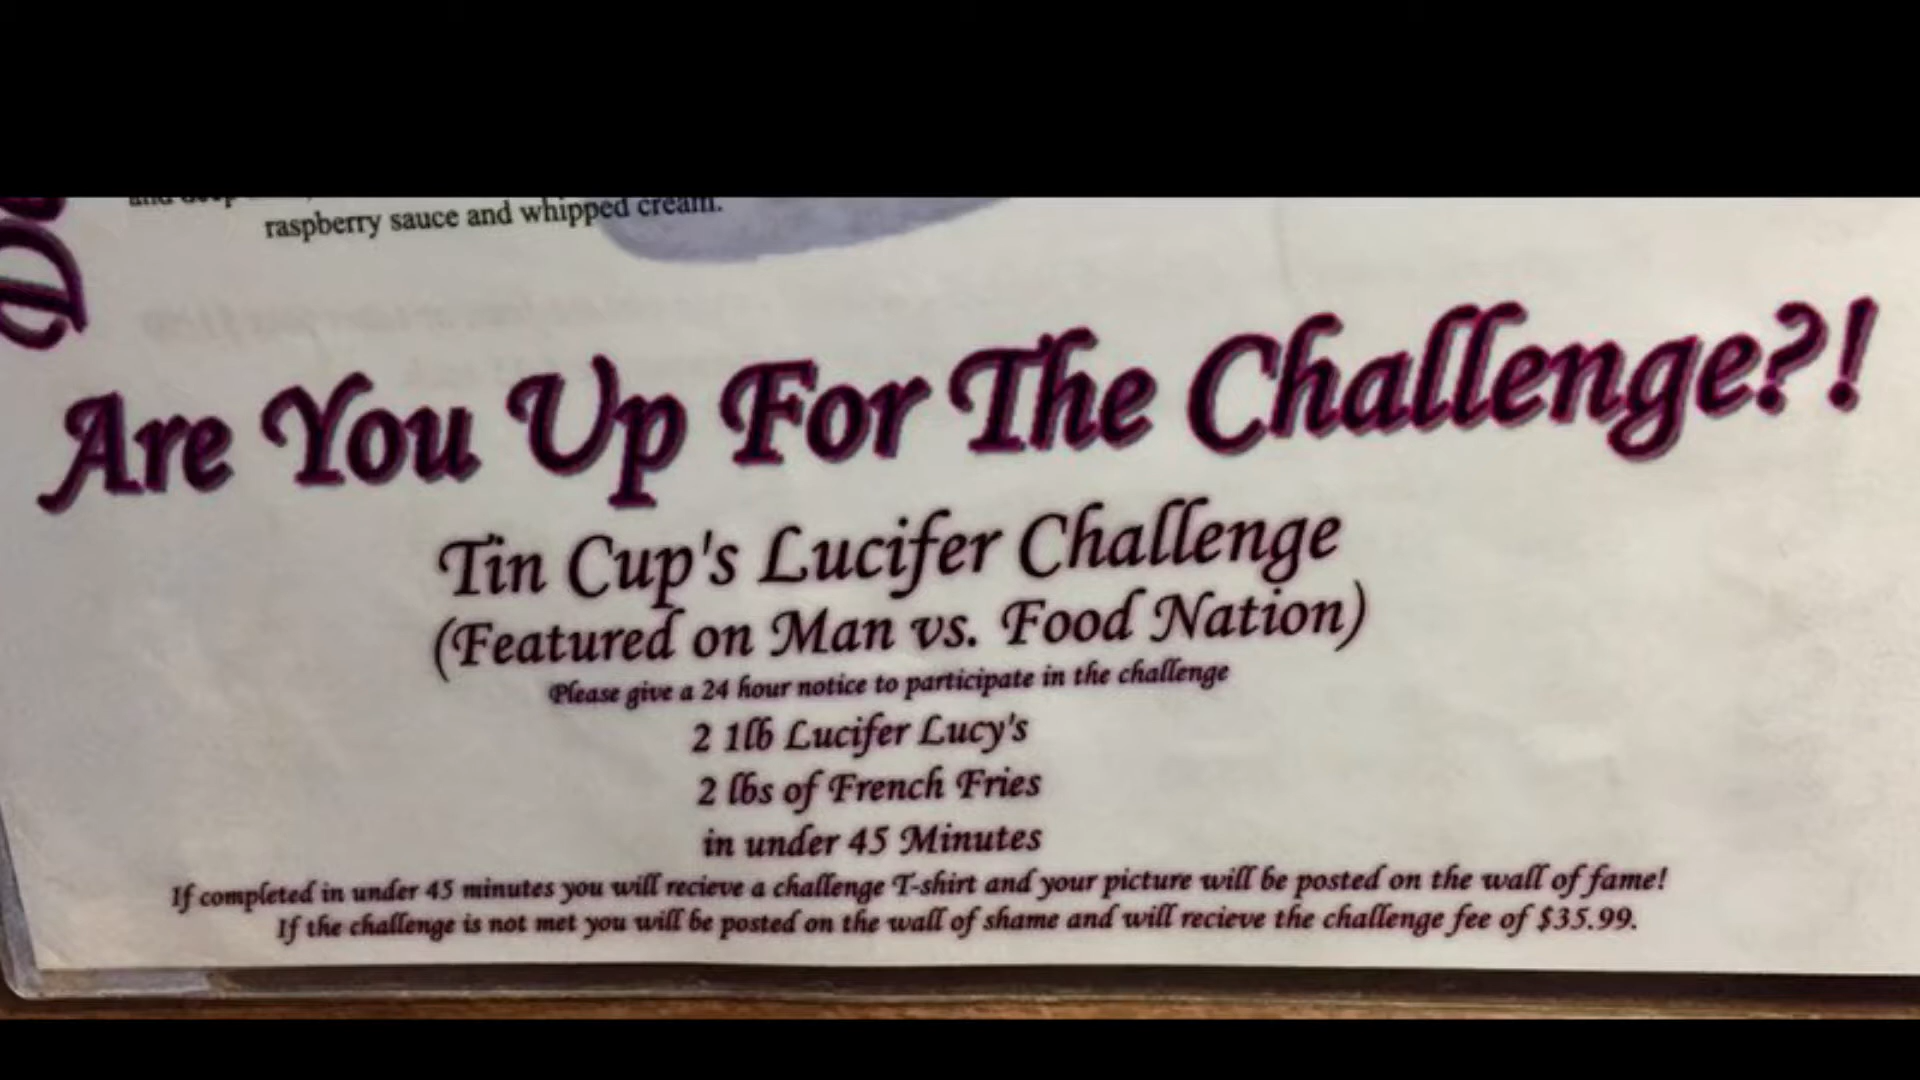 raspberry sauce and whipped cream.
Are You Up For The Challenge?!
Tin Cup's Lucifer Challenge
(Featured on Man vs. Food Nation)
Please give a 24 hour notice to participate in the challenge
2 1lb Lucifer Lucy's
2 lbs of French Fries
in under 45 Minutes
If completed in under 45 minutes you will recieve a challenge T-shirt and your picture will be posted on the wall of fame!
If the challenge is not met you will be posted on the wall of shame and will recieve the challenge fee of $35.99.